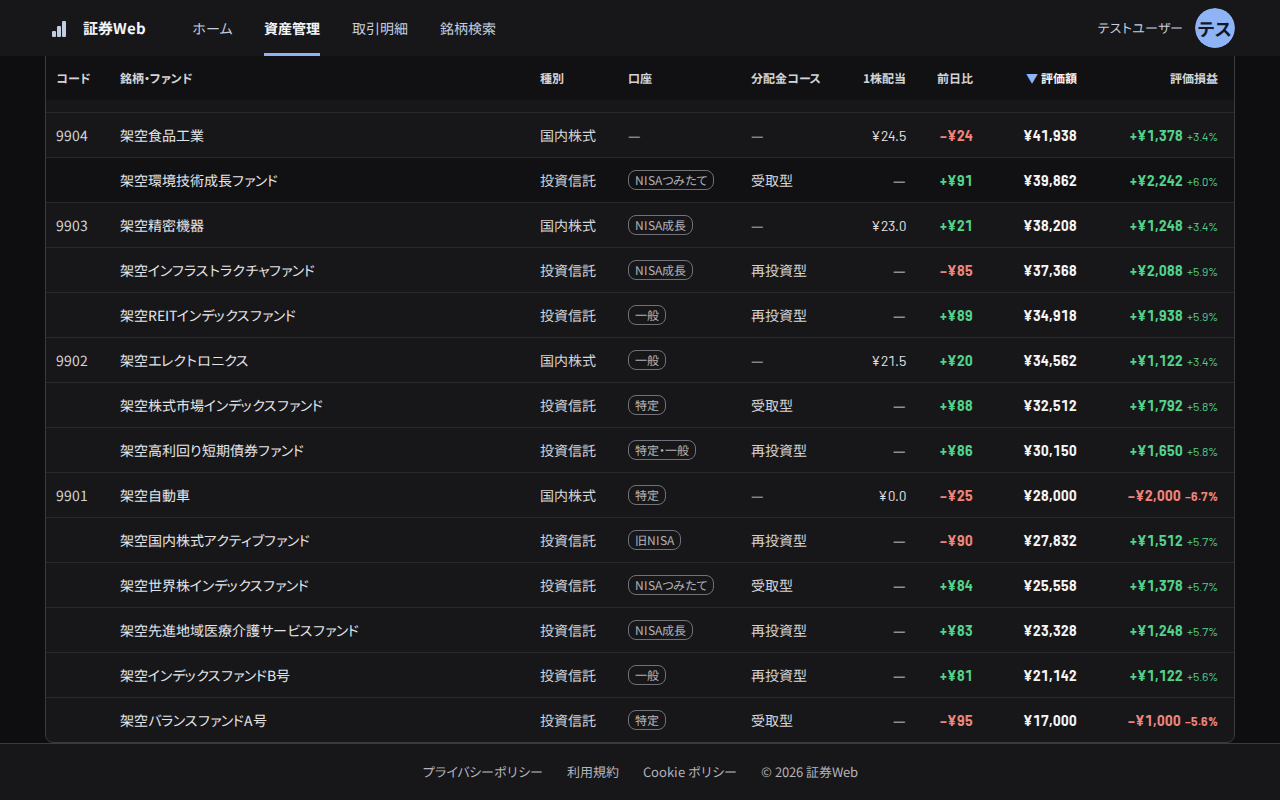 証券Web ホーム 資産管理 取引明細 銘柄検索 テストユーザー テス
コード 銘柄・ファンド 種別 口座 分配金コース 1株配当 前日比 ▼評価額 評価損益
9904 架空食品工業 国内株式 — — ¥24.5 −¥24 ¥41,938 +¥1,378 +3.4%
架空環境技術成長ファンド 投資信託 NISAつみたて 受取型 — +¥91 ¥39,862 +¥2,242 +6.0%
9903 架空精密機器 国内株式 NISA成長 — ¥23.0 +¥21 ¥38,208 +¥1,248 +3.4%
架空インフラストラクチャファンド 投資信託 NISA成長 再投資型 — −¥85 ¥37,368 +¥2,088 +5.9%
架空REITインデックスファンド 投資信託 一般 再投資型 — +¥89 ¥34,918 +¥1,938 +5.9%
9902 架空エレクトロニクス 国内株式 一般 — ¥21.5 +¥20 ¥34,562 +¥1,122 +3.4%
架空株式市場インデックスファンド 投資信託 特定 受取型 — +¥88 ¥32,512 +¥1,792 +5.8%
架空高利回り短期債券ファンド 投資信託 特定・一般 再投資型 — +¥86 ¥30,150 +¥1,650 +5.8%
9901 架空自動車 国内株式 特定 — ¥0.0 −¥25 ¥28,000 −¥2,000 −6.7%
架空国内株式アクティブファンド 投資信託 旧NISA 再投資型 — −¥90 ¥27,832 +¥1,512 +5.7%
架空世界株インデックスファンド 投資信託 NISAつみたて 受取型 — +¥84 ¥25,558 +¥1,378 +5.7%
架空先進地域医療介護サービスファンド 投資信託 NISA成長 再投資型 — +¥83 ¥23,328 +¥1,248 +5.7%
架空インデックスファンドB号 投資信託 一般 再投資型 — +¥81 ¥21,142 +¥1,122 +5.6%
架空バランスファンドA号 投資信託 特定 受取型 — −¥95 ¥17,000 −¥1,000 −5.6%
プライバシーポリシー 利用規約 Cookie ポリシー © 2026 証券Web